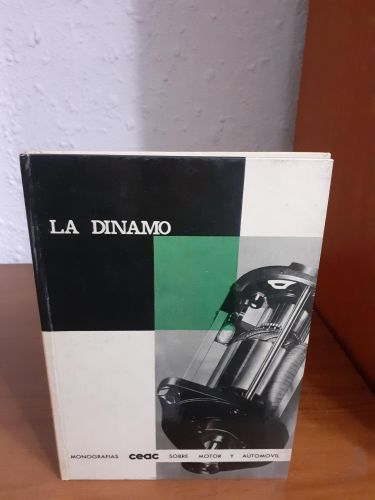 LA DINAMO
MONOGRAFIAS ceac SOBRE MOTOR Y AUTOMOVIL